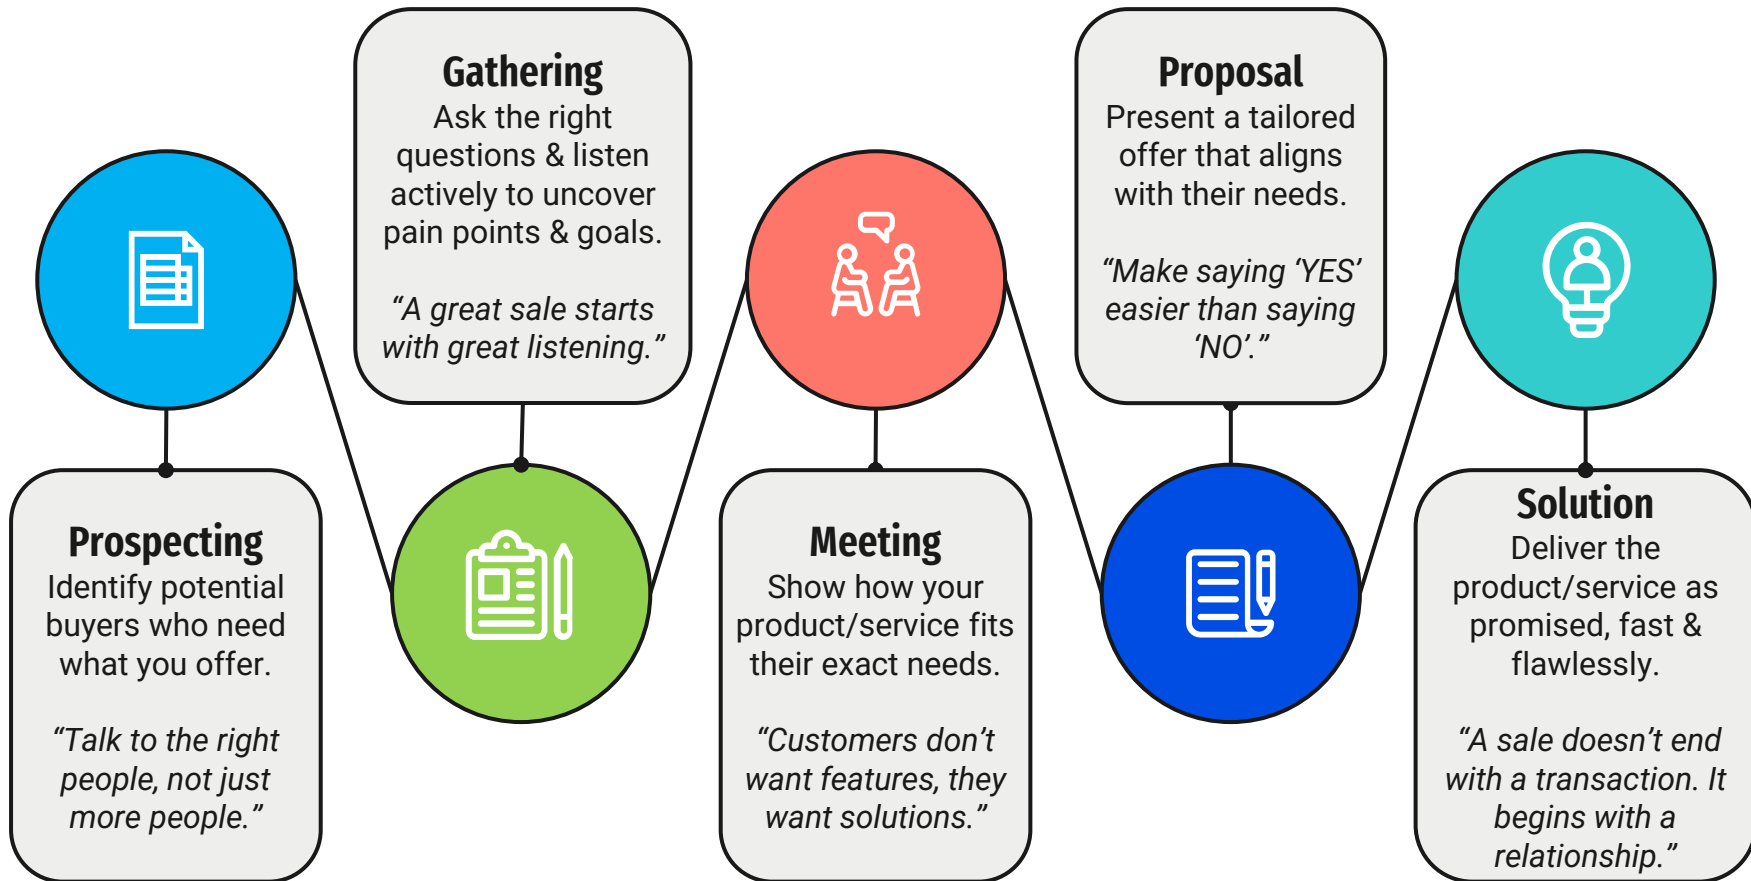 Prospecting
Identify potential
buyers who need
what you offer.
“Talk to the right
people, not just
more people.”
Gathering
Ask the right
questions & listen
actively to uncover
pain points & goals.
“A great sale starts
with great listening.”
Meeting
Show how your
product/service fits
their exact needs.
“Customers don’t
want features, they
want solutions.”
Proposal
Present a tailored
offer that aligns
with their needs.
“Make saying ‘YES’
easier than saying
‘NO’.”
Solution
Deliver the
product/service as
promised, fast &
flawlessly.
“A sale doesn’t end
with a transaction. It
begins with a
relationship.”